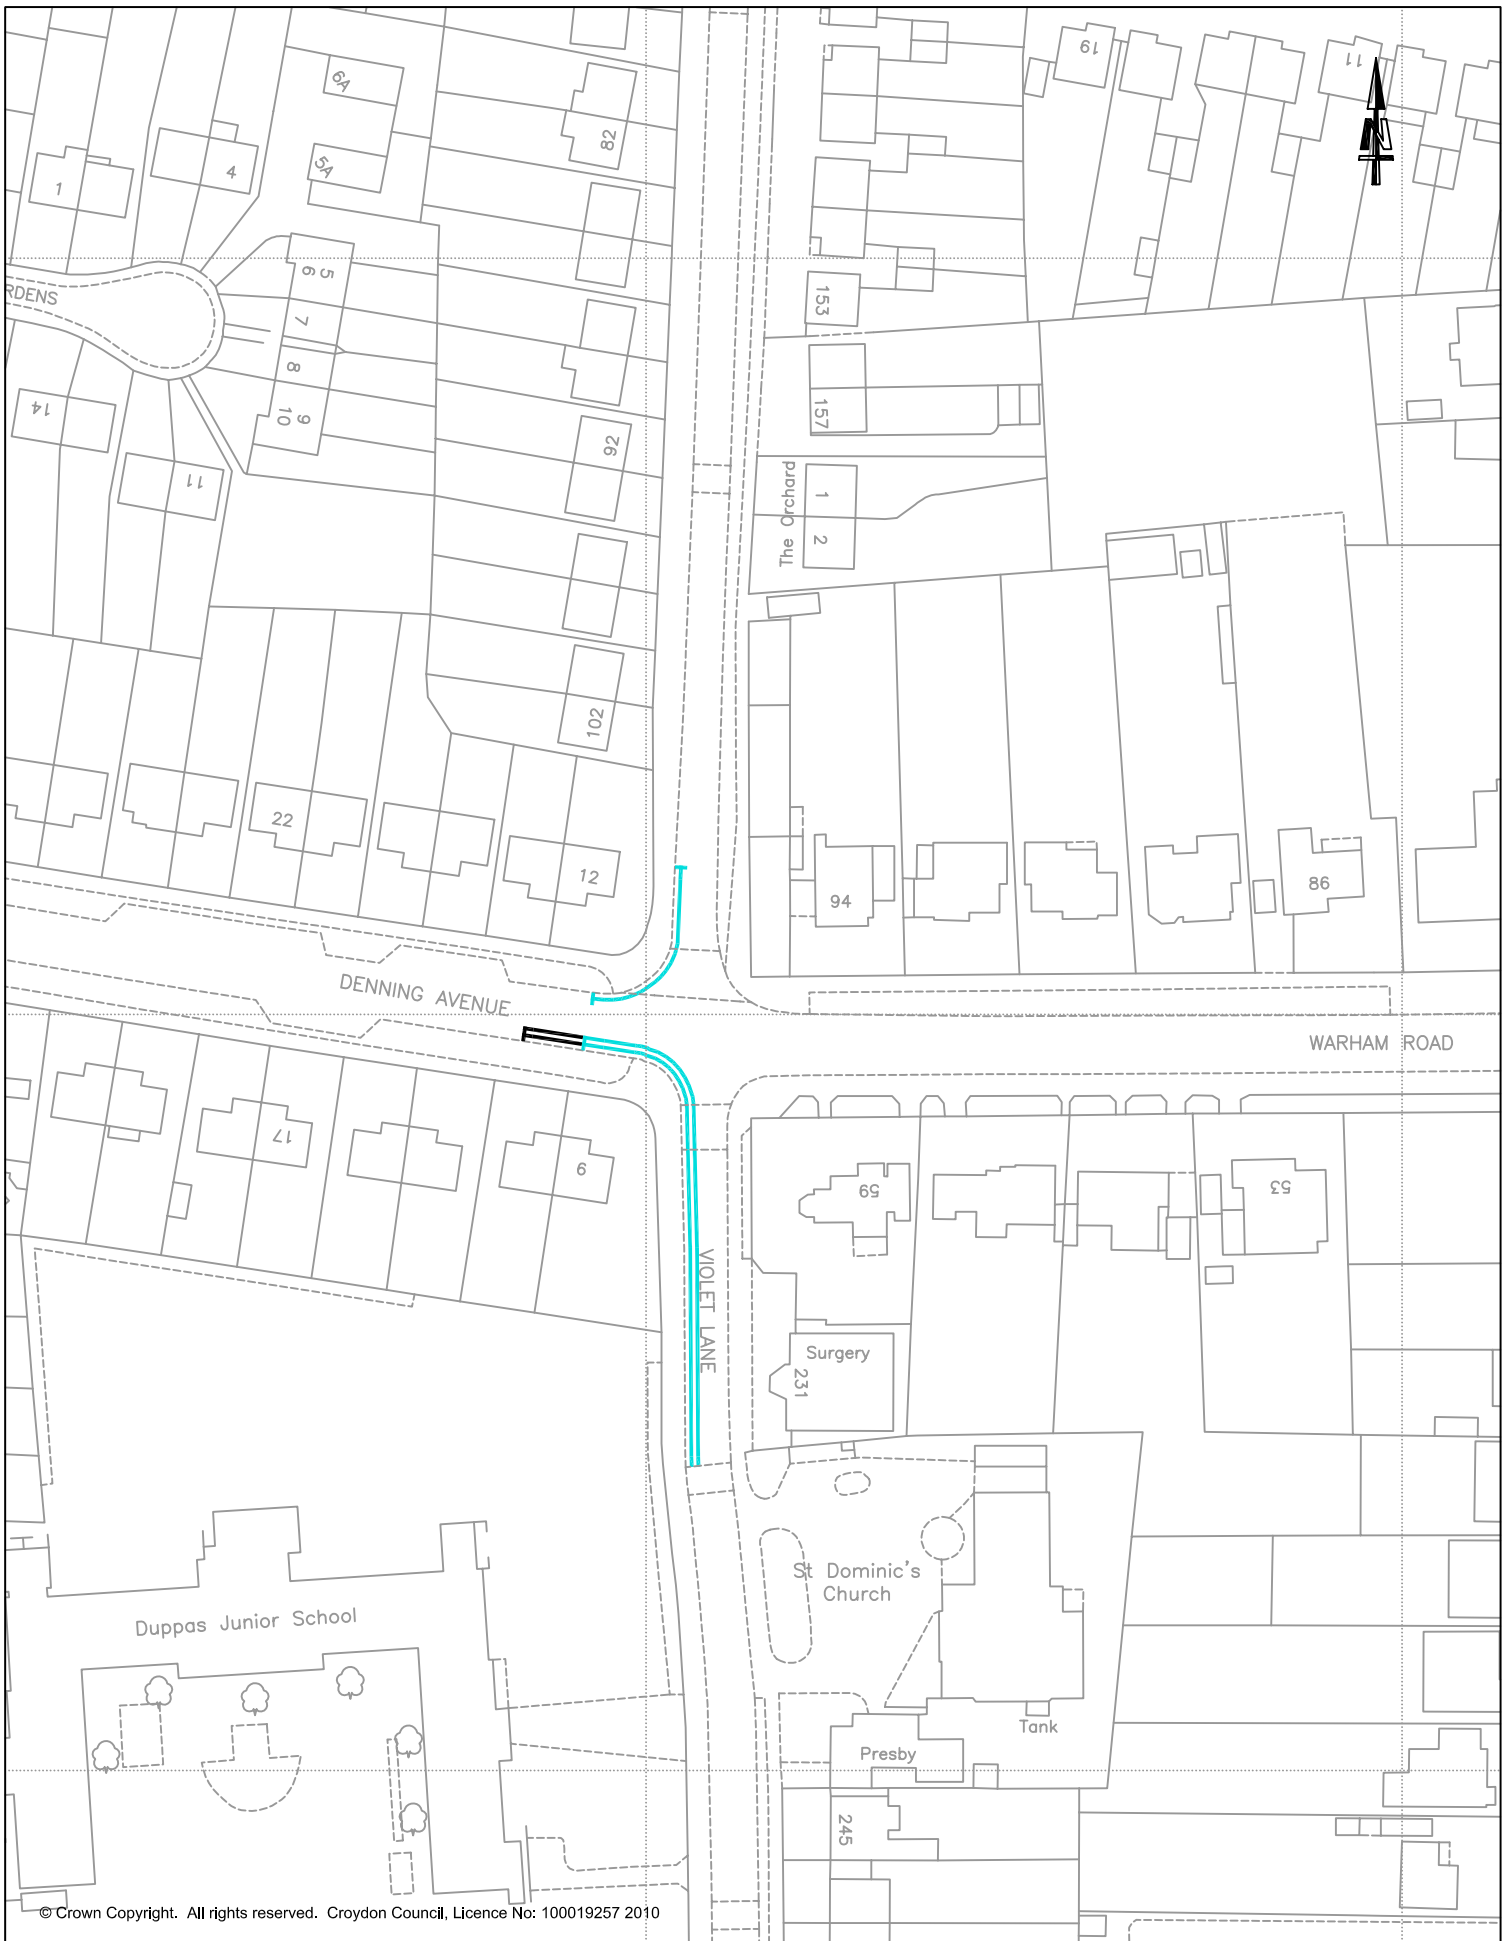 19
11
6A
82
5A
4
1
N
5
6
RDENS
7
153
8
9
10
14
157
92
11
The Orchard
1
2
102
22
12
94
86
DENNING AVENUE
WARHAM ROAD
17
9
59
53
VIOLET LANE
Surgery
231
St Dominic's
Church
Duppas Junior School
Tank
Presby
245
© Crown Copyright. All rights reserved. Croydon Council, Licence No: 100019257 2010